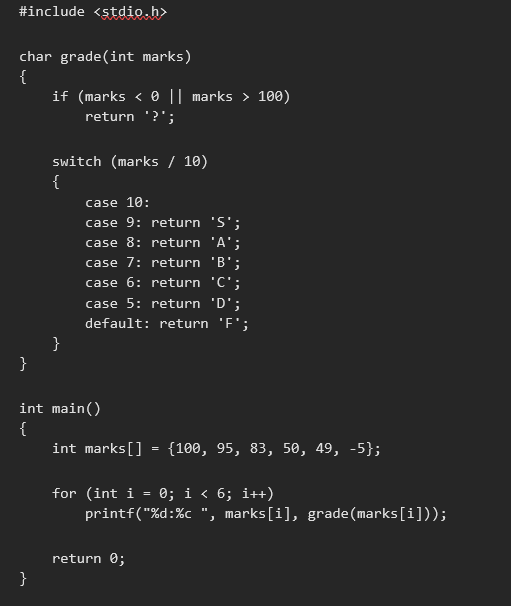 #include <stdio.h>

char grade(int marks)
{
    if (marks < 0 || marks > 100)
        return '?';

    switch (marks / 10)
    {
        case 10:
        case 9: return 'S';
        case 8: return 'A';
        case 7: return 'B';
        case 6: return 'C';
        case 5: return 'D';
        default: return 'F';
    }
}

int main()
{
    int marks[] = {100, 95, 83, 50, 49, -5};

    for (int i = 0; i < 6; i++)
        printf("%d:%c ", marks[i], grade(marks[i]));

    return 0;
}